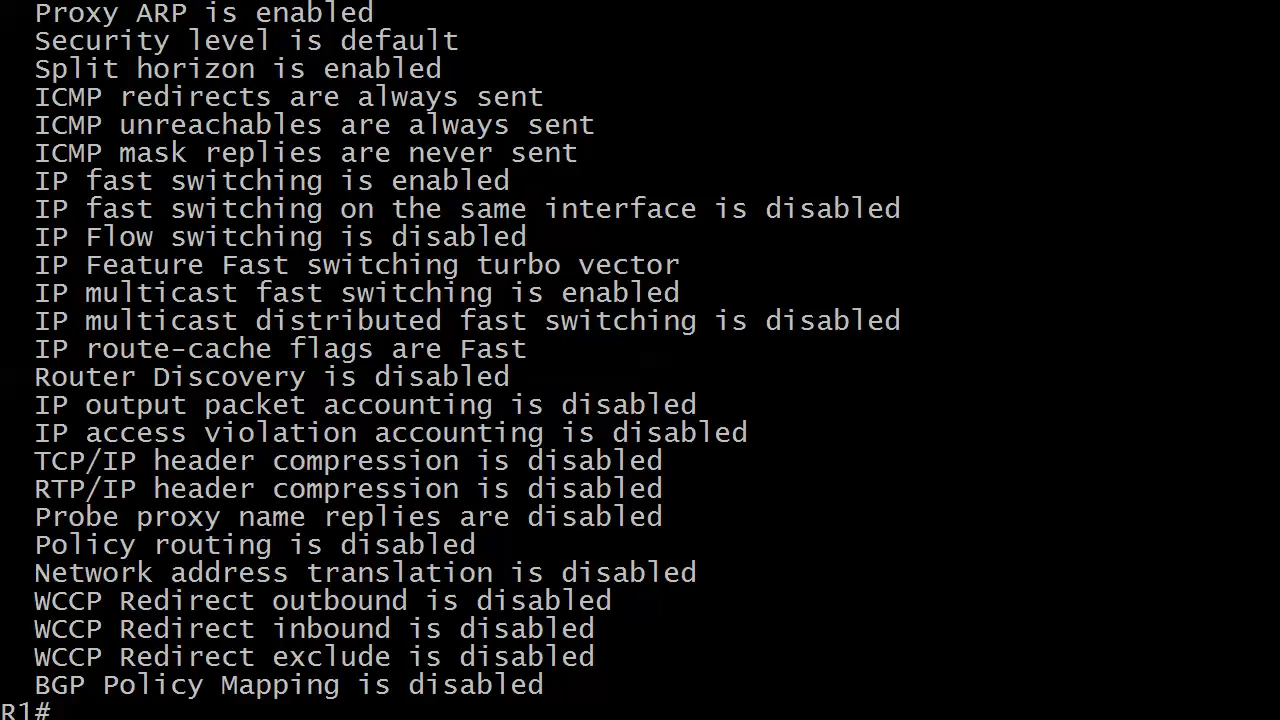 Proxy ARP is enabled
Security level is default
Split horizon is enabled
ICMP redirects are always sent
ICMP unreachables are always sent
ICMP mask replies are never sent
IP fast switching is enabled
IP fast switching on the same interface is disabled
IP Flow switching is disabled
IP Feature Fast switching turbo vector
IP multicast fast switching is enabled
IP multicast distributed fast switching is disabled
IP route-cache flags are Fast
Router Discovery is disabled
IP output packet accounting is disabled
IP access violation accounting is disabled
TCP/IP header compression is disabled
RTP/IP header compression is disabled
Probe proxy name replies are disabled
Policy routing is disabled
Network address translation is disabled
WCCP Redirect outbound is disabled
WCCP Redirect inbound is disabled
WCCP Redirect exclude is disabled
BGP Policy Mapping is disabled
R1#